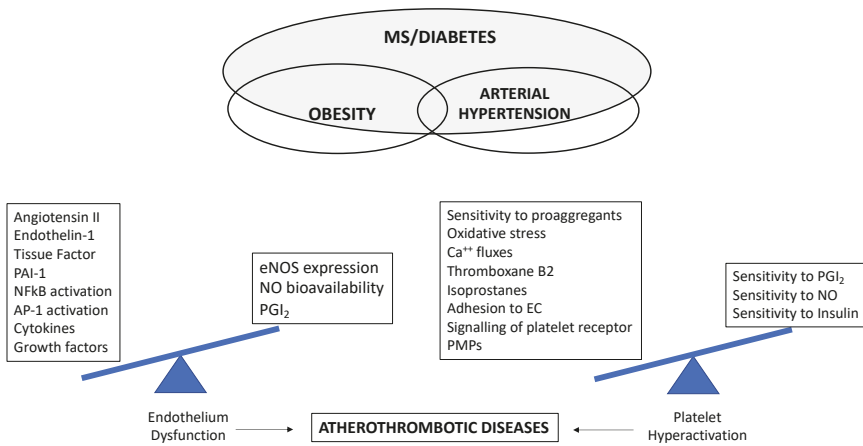 MS/DIABETES
OBESITY
ARTERIAL
HYPERTENSION
Angiotensin II
Endothelin-1
Tissue Factor
PAI-1
NFkB activation
AP-1 activation
Cytokines
Growth factors
eNOS expression
NO bioavailability
PGI₂
Sensitivity to proaggregants
Oxidative stress
Ca⁺⁺ fluxes
Thromboxane B2
Isoprostanes
Adhesion to EC
Signalling of platelet receptor
PMPs
Sensitivity to PGI₂
Sensitivity to NO
Sensitivity to Insulin
Endothelium
Dysfunction
ATHEROTHROMBOTIC DISEASES
Platelet
Hyperactivation